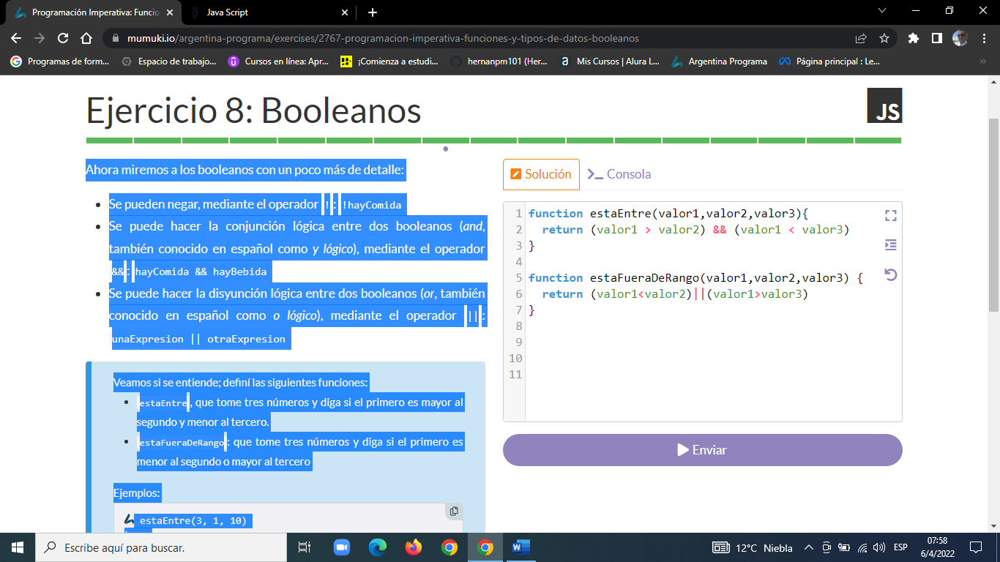 Programación Imperativa: Funcio
Java Script
mumuki.io/argentina-programa/exercises/2767-programacion-imperativa-funciones-y-tipos-de-datos-booleanos
Programas de form...
Espacio de trabajo...
Cursos en línea: Apr...
¡Comienza a estudi...
hernanpm101 (Her...
Mis Cursos | Alura L...
Argentina Programa
Página principal : Le...
Ejercicio 8: Booleanos
JS
Ahora miremos a los booleanos con un poco más de detalle:
Se pueden negar, mediante el operador !: !hayComida
Se puede hacer la conjunción lógica entre dos booleanos (and,
también conocido en español como y lógico), mediante el operador
&&: hayComida && hayBebida
Se puede hacer la disyunción lógica entre dos booleanos (or, también
conocido en español como o lógico), mediante el operador ||:
unaExpresion || otraExpresion
Veamos si se entiende; definí las siguientes funciones:
estaEntre, que tome tres números y diga si el primero es mayor al
segundo y menor al tercero.
estaFueraDeRango: que tome tres números y diga si el primero es
menor al segundo o mayor al tercero
Ejemplos:
estaEntre(3, 1, 10)
Solución
Consola
1 function estaEntre(valor1,valor2,valor3){
2 return (valor1 > valor2) && (valor1 < valor3)
3 }
4
5 function estaFueraDeRango(valor1,valor2,valor3) {
6 return (valor1<valor2)||(valor1>valor3)
7 }
8
9
10
11
Enviar
Escribe aquí para buscar.
12°C Niebla
ESP
07:58
6/4/2022